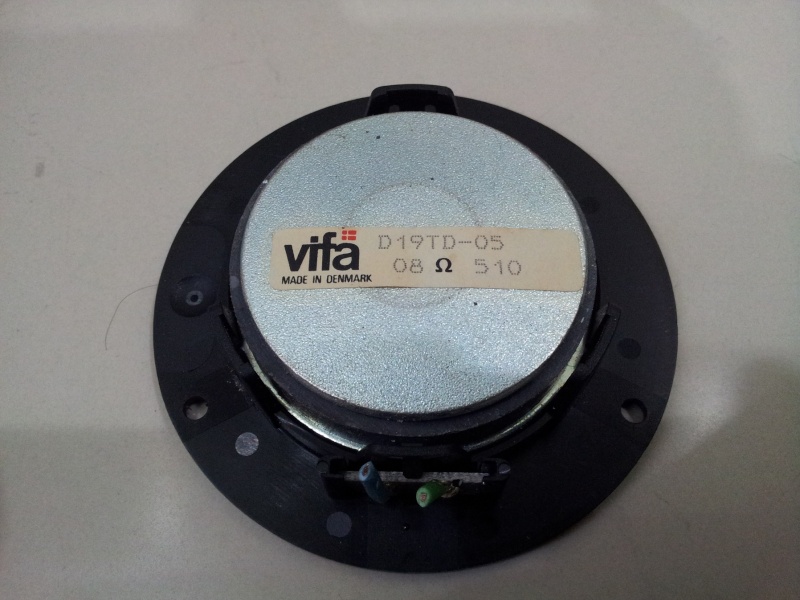 vifa D19TD-05
08 Ω 510
MADE IN DENMARK